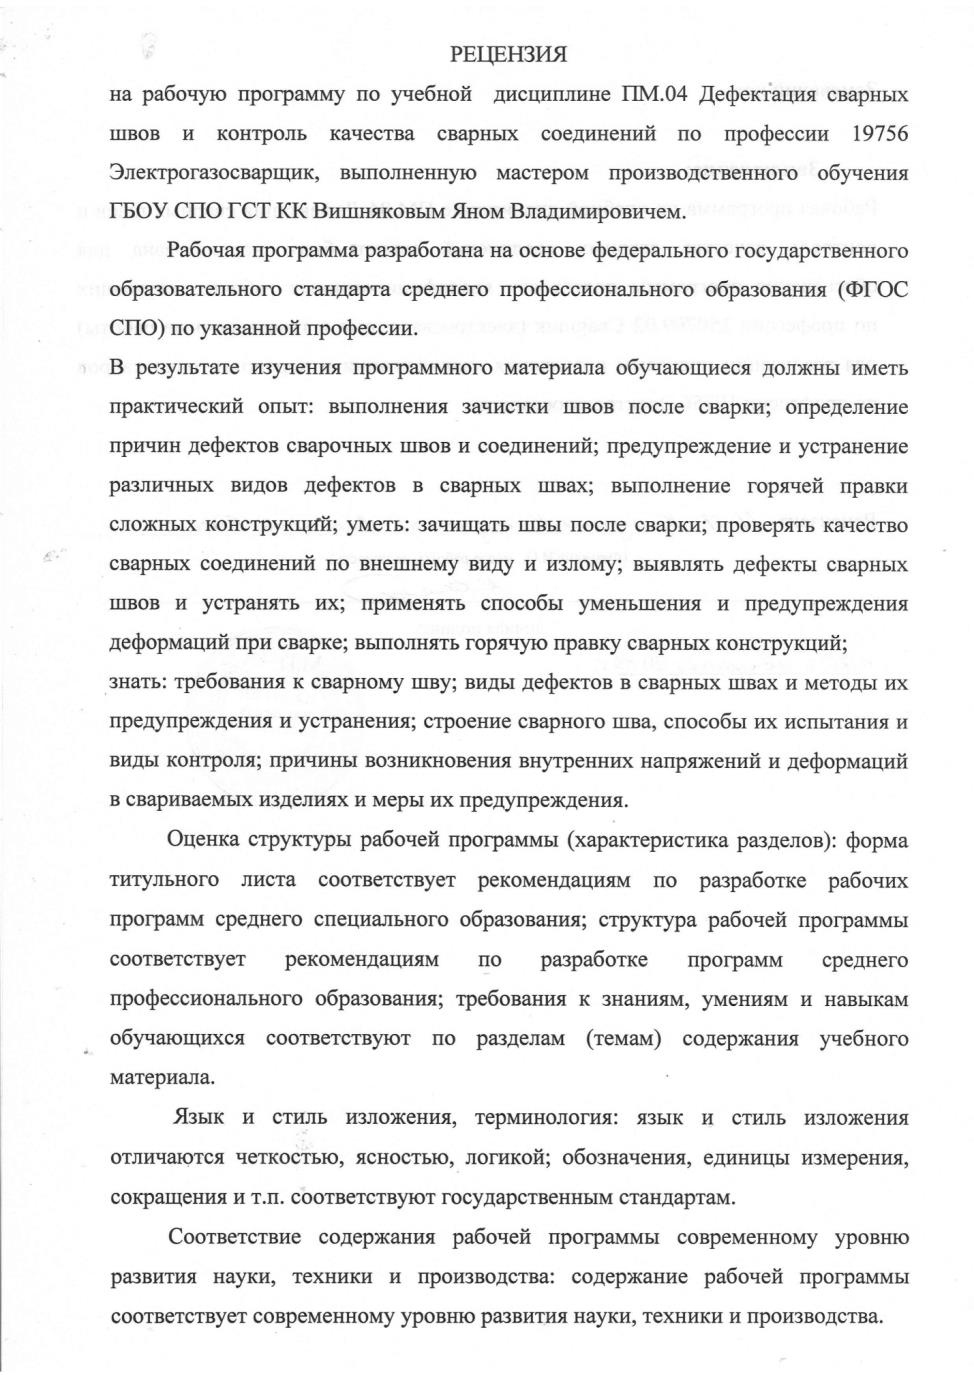 РЕЦЕНЗИЯ
на рабочую программу по учебной дисциплине ПМ.04 Дефектация сварных
швов и контроль качества сварных соединений по профессии 19756
Электрогазосварщик, выполненную мастером производственного обучения
ГБОУ СПО ГСТ КК Вишняковым Яном Владимировичем.
Рабочая программа разработана на основе федерального государственного
образовательного стандарта среднего профессионального образования (ФГОС
СПО) по указанной профессии.
В результате изучения программного материала обучающиеся должны иметь
практический опыт: выполнения зачистки швов после сварки; определение
причин дефектов сварочных швов и соединений; предупреждение и устранение
различных видов дефектов в сварных швах; выполнение горячей правки
сложных конструкций; уметь: зачищать швы после сварки; проверять качество
сварных соединений по внешнему виду и излому; выявлять дефекты сварных
швов и устранять их; применять способы уменьшения и предупреждения
деформаций при сварке; выполнять горячую правку сварных конструкций;
знать: требования к сварному шву; виды дефектов в сварных швах и методы их
предупреждения и устранения; строение сварного шва, способы их испытания и
виды контроля; причины возникновения внутренних напряжений и деформаций
в свариваемых изделиях и меры их предупреждения.
Оценка структуры рабочей программы (характеристика разделов): форма
титульного листа соответствует рекомендациям по разработке рабочих
программ среднего специального образования; структура рабочей программы
соответствует рекомендациям по разработке программ среднего
профессионального образования; требования к знаниям, умениям и навыкам
обучающихся соответствуют по разделам (темам) содержания учебного
материала.
Язык и стиль изложения, терминология: язык и стиль изложения
отличаются четкостью, ясностью, логикой; обозначения, единицы измерения,
сокращения и т.п. соответствуют государственным стандартам.
Соответствие содержания рабочей программы современному уровню
развития науки, техники и производства: содержание рабочей программы
соответствует современному уровню развития науки, техники и производства.